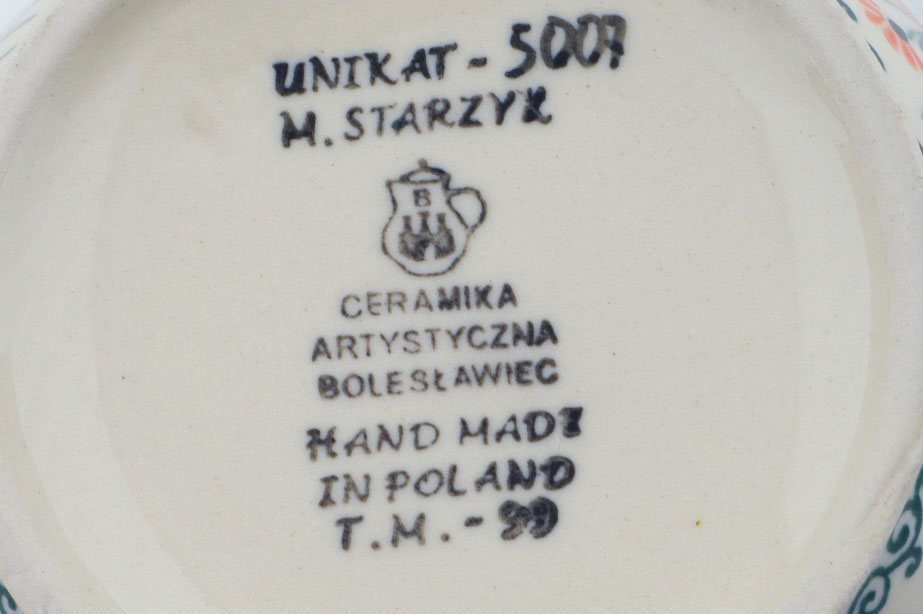 UNIKAT - 5007
M. STARZYK
B
CERAMIKA
ARTYSTYCZNA
BOLESŁAWIEC
HAND MADE
IN POLAND
T.M. - 99